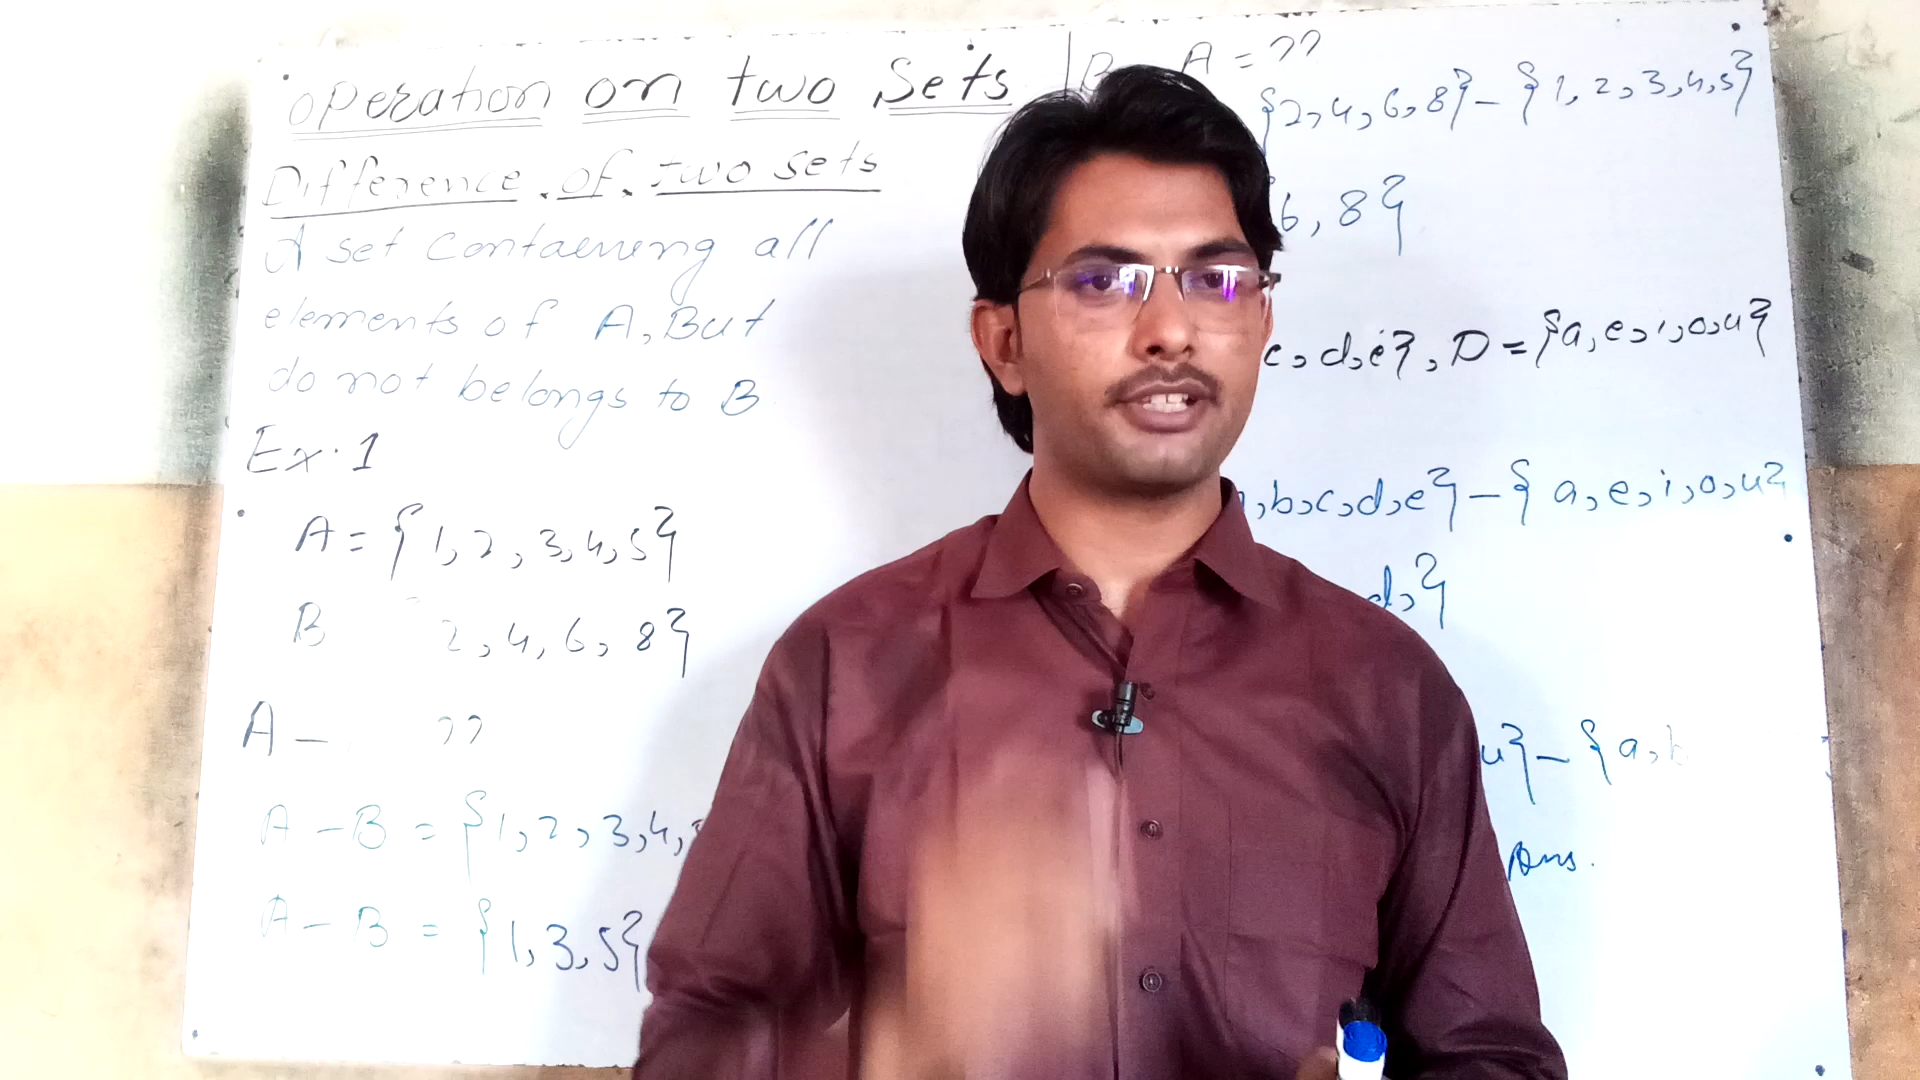 operation on two Sets
Difference of two sets
A set containing all
elements of A, But
do not belongs to B
Ex.1
A = {1, 2, 3, 4, 5}
B 2, 4, 6, 8}
A – ??
A – B = {1, 2, 3, 4,
A – B = {1, 3, 5}
B A = ??
{2, 4, 6, 8} – {1, 2, 3, 4, 5}
6, 8}
c, d, e}, D = {a, e, i, o, u}
, b, c, d, e} – { a, e, i, o, u}
d, }
u} – {a, b
Ans.